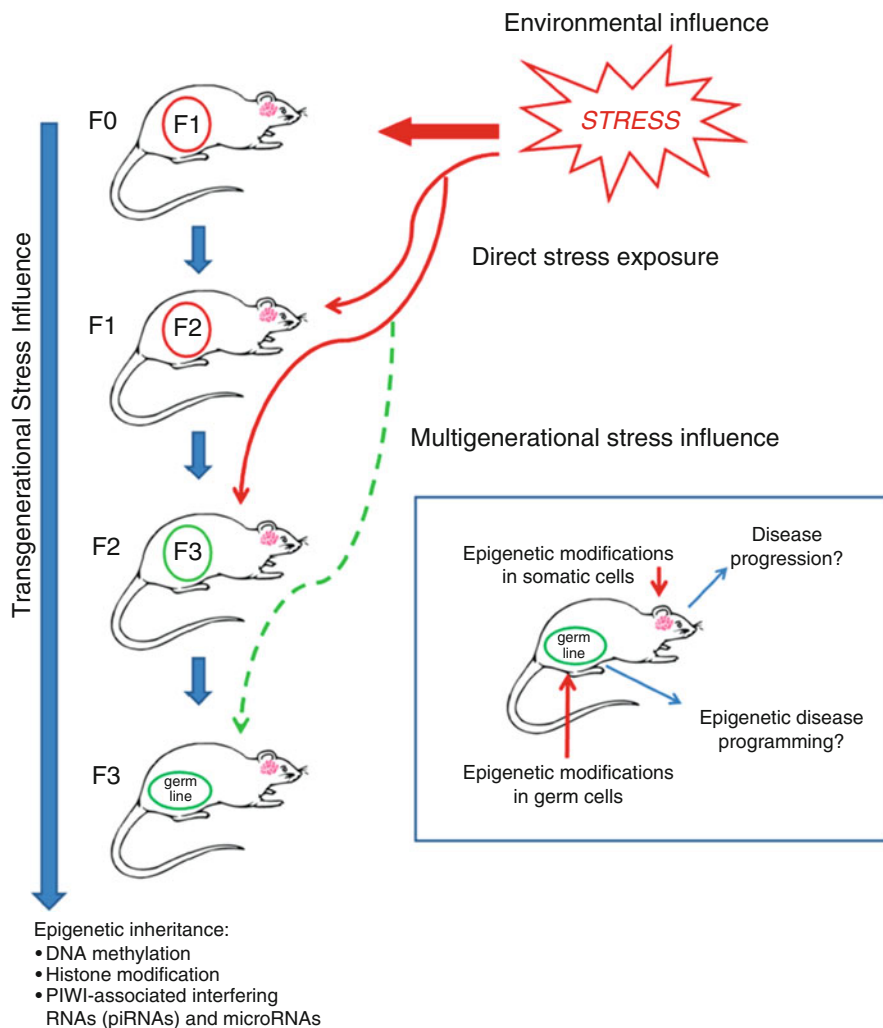 Environmental influence
STRESS
F0
F1
Direct stress exposure
F1
F2
Multigenerational stress influence
F2
F3
F3
germ
line
Transgenerational Stress Influence
Epigenetic modifications
in somatic cells
Disease
progression?
germ
line
Epigenetic disease
programming?
Epigenetic modifications
in germ cells
Epigenetic inheritance:
• DNA methylation
• Histone modification
• PIWI-associated interfering
RNAs (piRNAs) and microRNAs